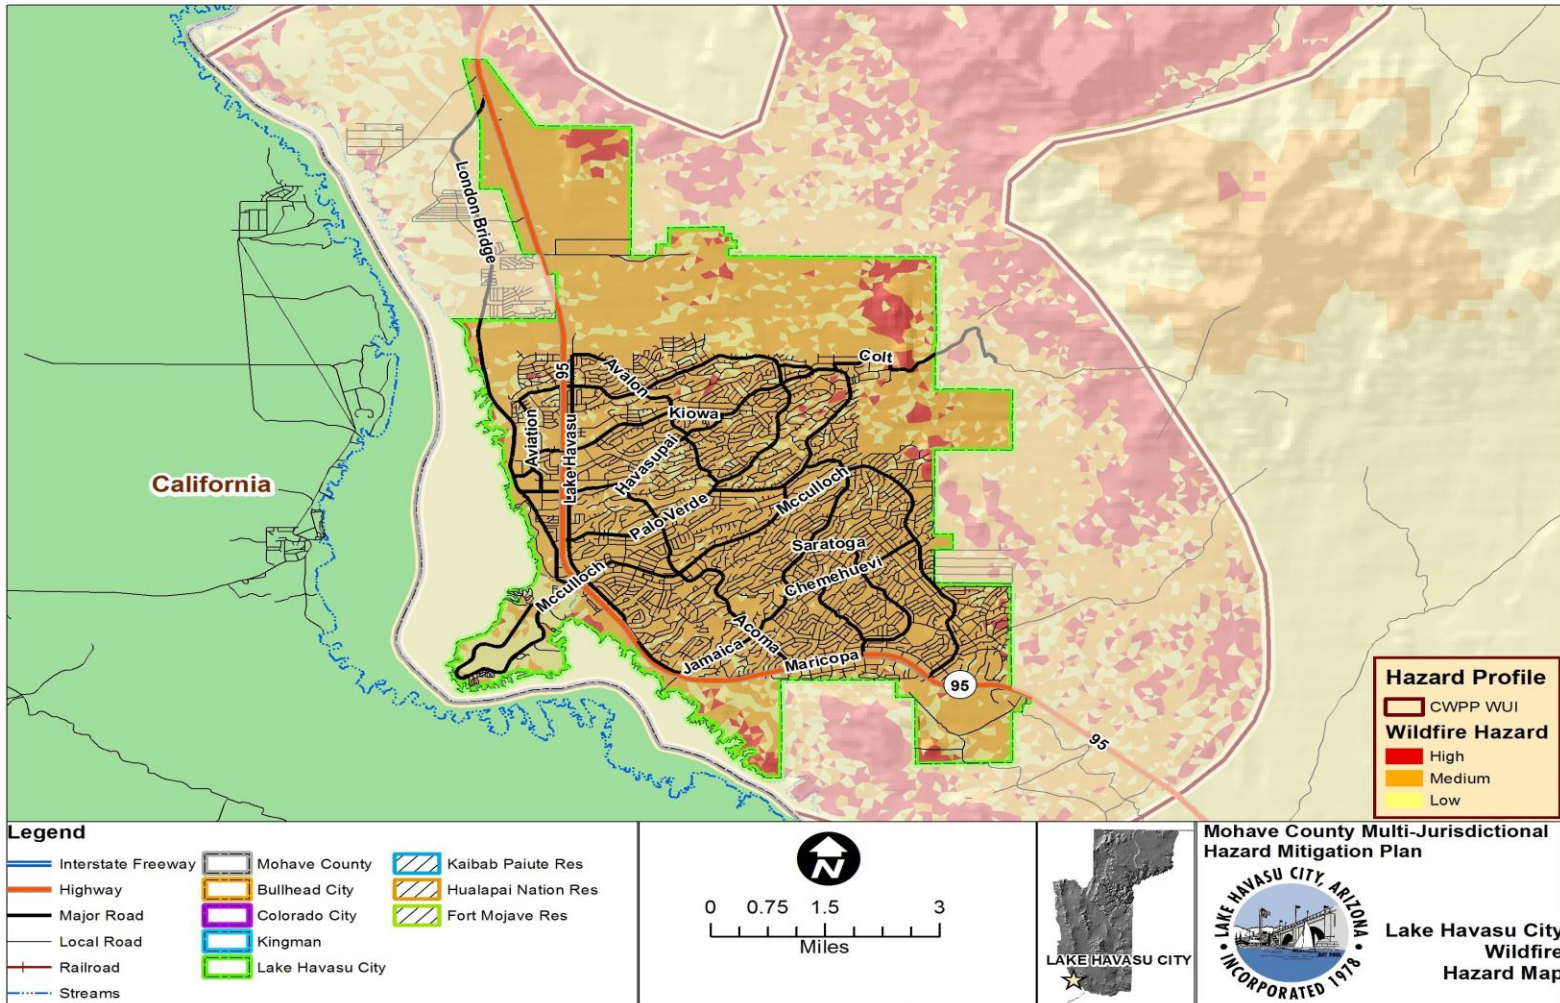 London Bridge
95
Colt
Avalon
Kiowa
Aviation
Lake Havasu
Havasupai
California
Palo Verde
Mcculloch
Saratoga
Chemehuevi
Mcculloch
Acoma
Jamaica
Maricopa
95
95
Hazard Profile
CWPP WUI
Wildfire Hazard
High
Medium
Low
Legend
Interstate Freeway
Highway
Major Road
Local Road
Railroad
Streams
Mohave County
Bullhead City
Colorado City
Kingman
Lake Havasu City
Kaibab Paiute Res
Hualapai Nation Res
Fort Mojave Res
N
0 0.75 1.5 3
Miles
LAKE HAVASU CITY
Mohave County Multi-Jurisdictional
Hazard Mitigation Plan
LAKE HAVASU CITY, ARIZONA
INCORPORATED 1978
Lake Havasu City
Wildfire
Hazard Map